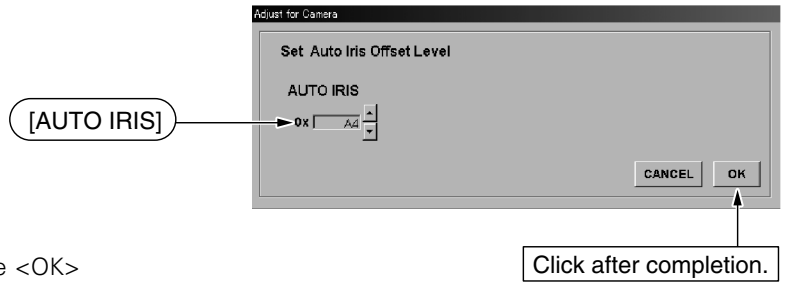 Adjust for Camera
Set Auto Iris Offset Level
AUTO IRIS
[AUTO IRIS]
0x A4
CANCEL OK
Click after completion.
e <OK>